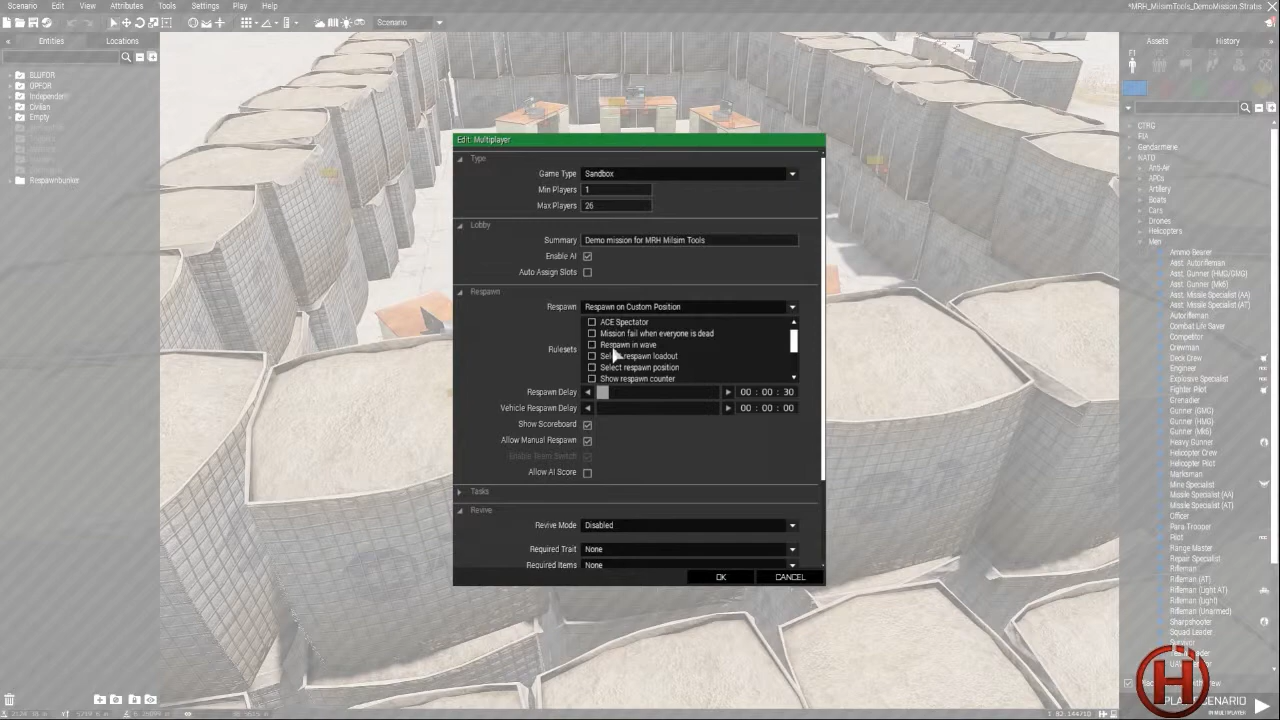 Scenario Edit View Attributes Tools Settings Play Help
*MRH_MilsimTools_DemoMission.Stratis
Scenario
Entities Locations
BLUFOR
OPFOR
Independent
Civilian
Empty
Respawnbunker
Edit: Multiplayer
Type
Game Type Sandbox
Min Players 1
Max Players 26
Lobby
Summary Demo mission for MRH Milsim Tools
Enable AI
Auto Assign Slots
Respawn
Respawn Respawn on Custom Position
Rulesets
ACE Spectator
Mission fail when everyone is dead
Respawn in wave
Select respawn loadout
Select respawn position
Show respawn counter
Respawn Delay 00 : 00 : 30
Vehicle Respawn Delay 00 : 00 : 00
Show Scoreboard
Allow Manual Respawn
Enable Team Switch
Allow AI Score
Tasks
Revive
Revive Mode Disabled
Required Trait None
Required Items None
OK CANCEL
Assets History
CTRG
FIA
Gendarmerie
NATO
Anti-Air
APCs
Artillery
Boats
Cars
Drones
Helicopters
Men
Ammo Bearer
Asst. Autorifleman
Asst. Gunner (HMG/GMG)
Asst. Gunner (Mk6)
Asst. Missile Specialist (AA)
Asst. Missile Specialist (AT)
Autorifleman
Combat Life Saver
Competitor
Crewman
Deck Crew
Engineer
Explosive Specialist
Fighter Pilot
Grenadier
Gunner (GMG)
Gunner (HMG)
Gunner (Mk6)
Heavy Gunner
Helicopter Crew
Helicopter Pilot
Marksman
Mine Specialist
Missile Specialist (AA)
Missile Specialist (AT)
Officer
Para Trooper
Pilot
Range Master
Repair Specialist
Rifleman
Rifleman (AT)
Rifleman (Light AT)
Rifleman (Light)
Rifleman (Unarmed)
Sharpshooter
Squad Leader
Survivor
PLAY SCENARIO
IN MULTIPLAYER